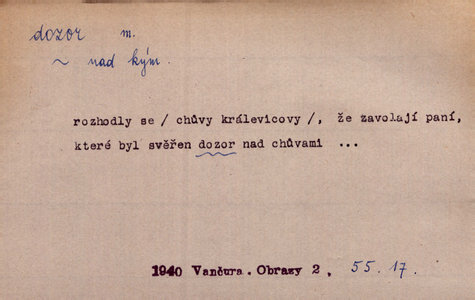 dozor m.
~ nad kým.
rozhodly se / chůvy králevicovy /, že zavolají paní,
které byl svěřen dozor nad chůvami ...
1940 Vančura. Obrazy 2, 55.17.